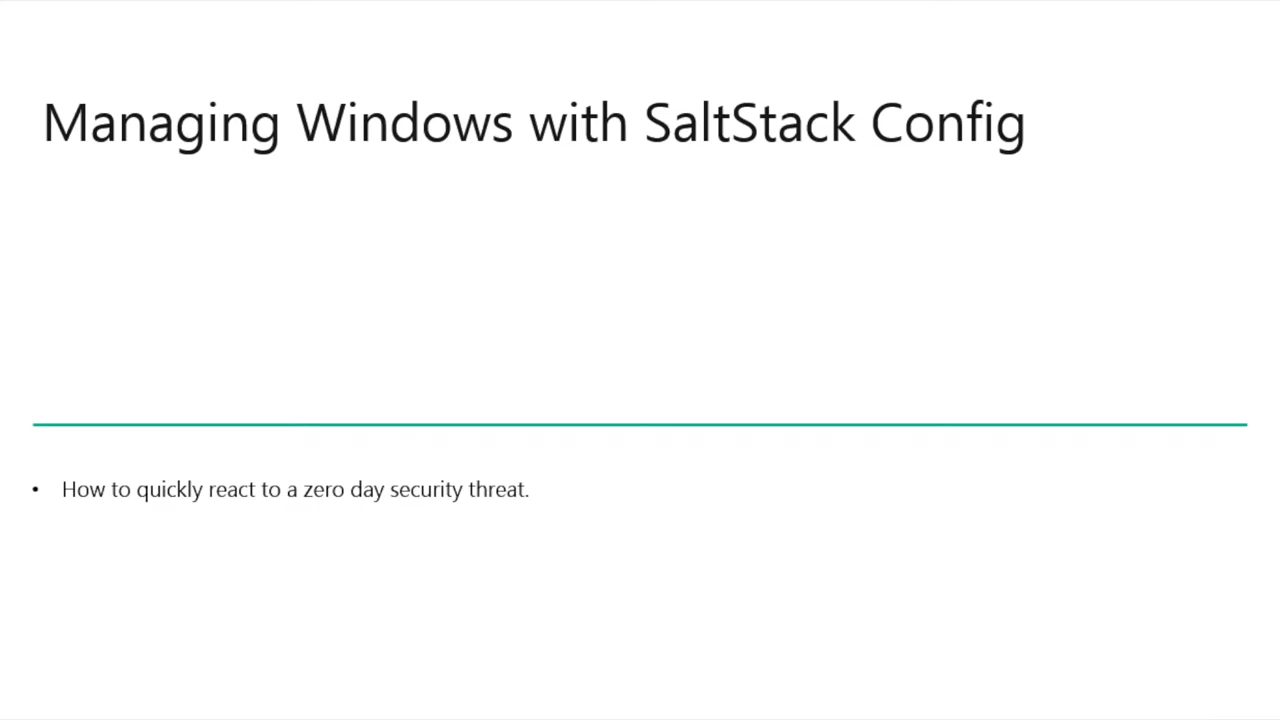 Managing Windows with SaltStack Config
• How to quickly react to a zero day security threat.